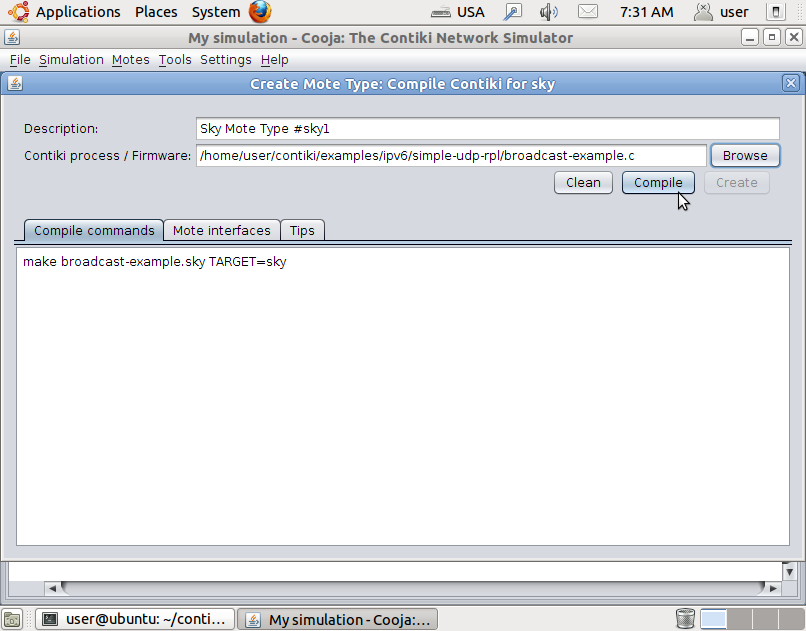 Applications Places System USA 7:31 AM user
My simulation - Cooja: The Contiki Network Simulator
File Simulation Motes Tools Settings Help
Create Mote Type: Compile Contiki for sky
Description: Sky Mote Type #sky1
Contiki process / Firmware: /home/user/contiki/examples/ipv6/simple-udp-rpl/broadcast-example.c Browse
Clean Compile Create
Compile commands Mote interfaces Tips
make broadcast-example.sky TARGET=sky
user@ubuntu: ~/conti... My simulation - Cooja:...